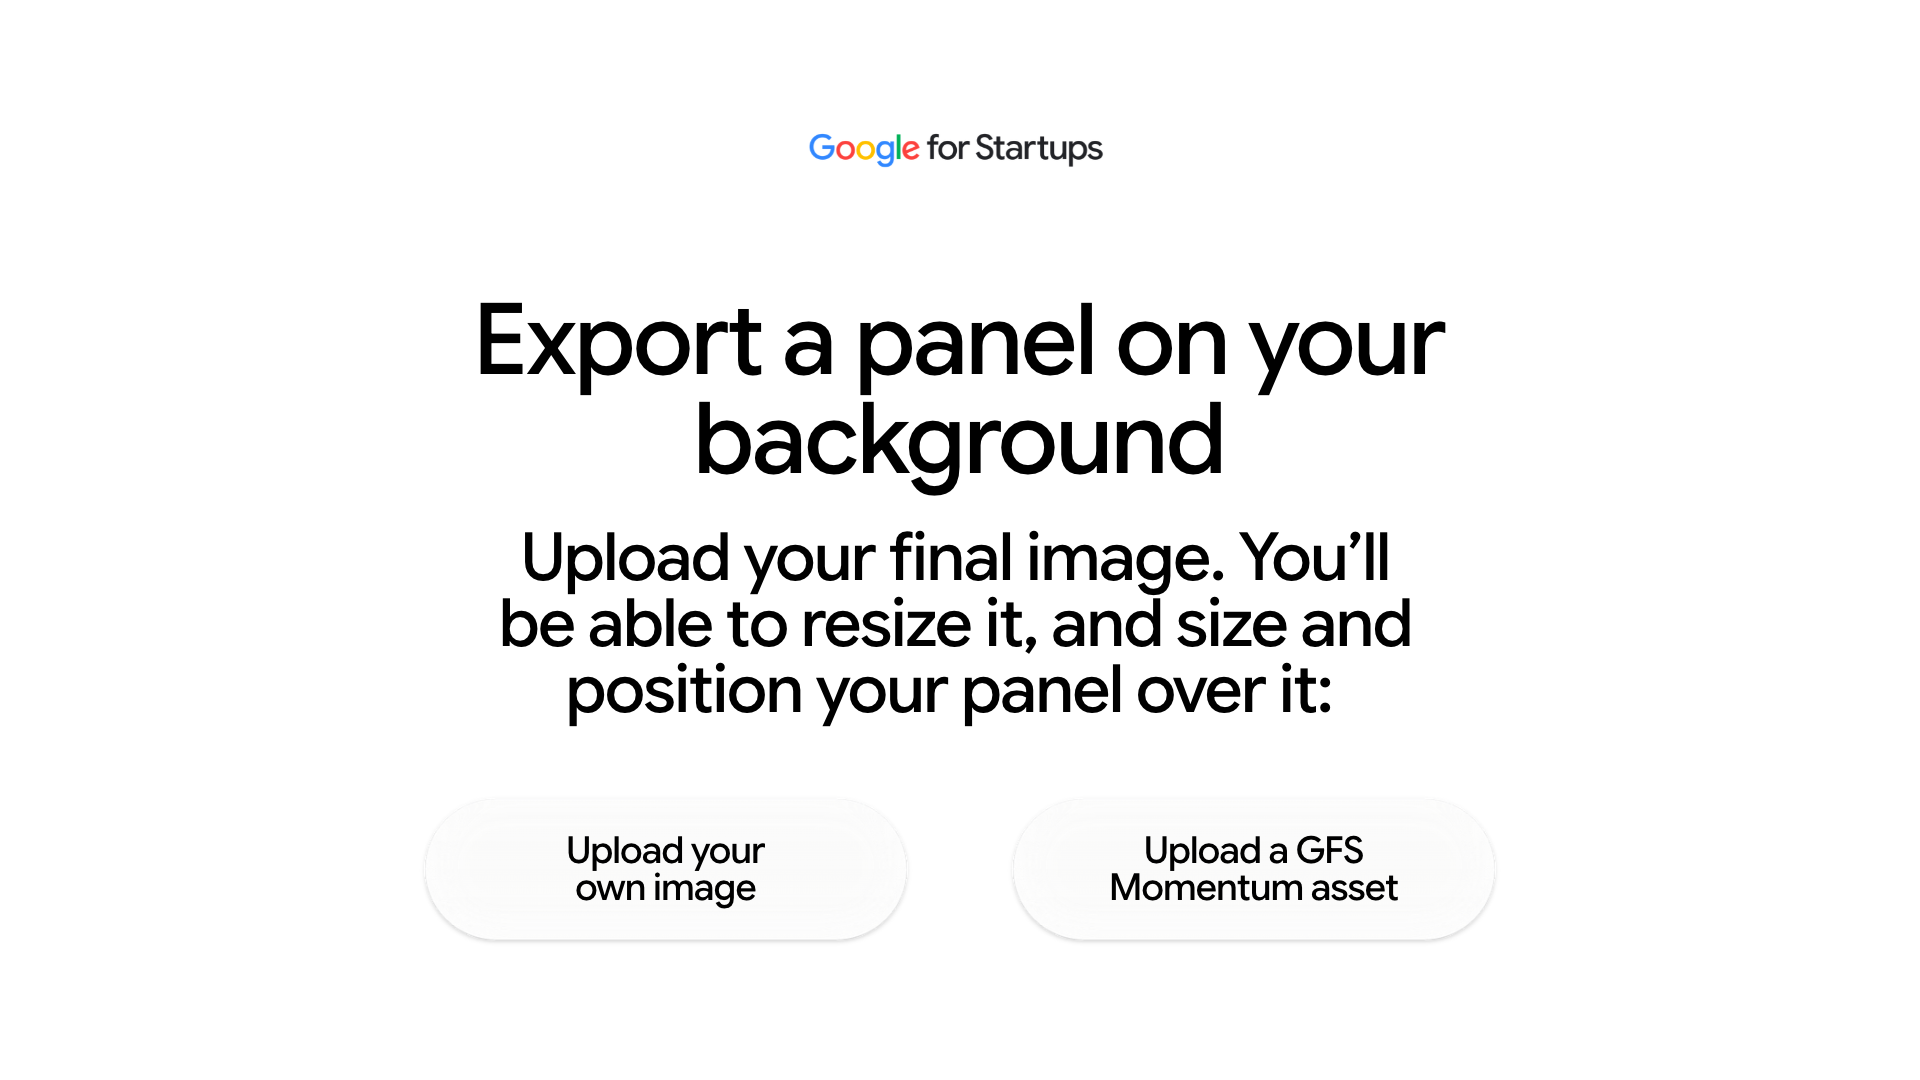 Google for Startups
Export a panel on your
background
Upload your final image. You’ll
be able to resize it, and size and
position your panel over it:
Upload your
own image
Upload a GFS
Momentum asset